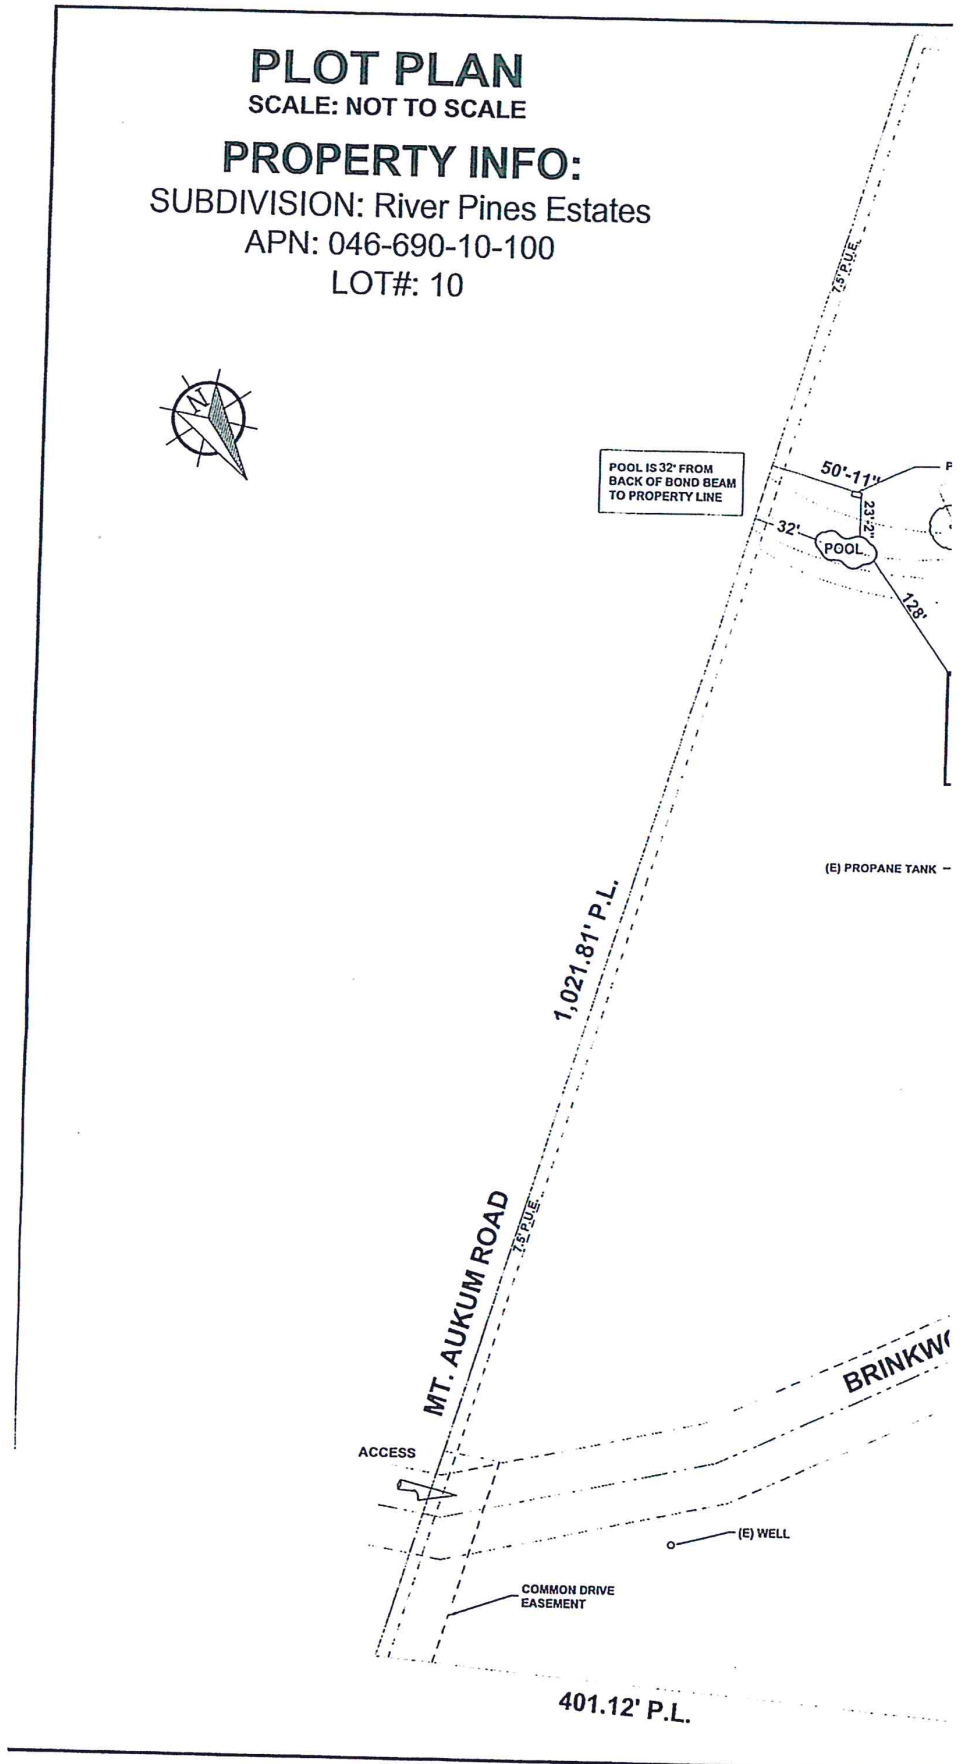 PLOT PLAN
SCALE: NOT TO SCALE
PROPERTY INFO:
SUBDIVISION: River Pines Estates
APN: 046-690-10-100
LOT#: 10
N
7.5' P.U.E.
POOL IS 32' FROM
BACK OF BOND BEAM
TO PROPERTY LINE
50'-11"
P
23'-2"
32'
POOL
128'
(E) PROPANE TANK
1,021.81' P.L.
MT. AUKUM ROAD
7.5' P.U.E.
BRINKW
ACCESS
(E) WELL
COMMON DRIVE
EASEMENT
401.12' P.L.